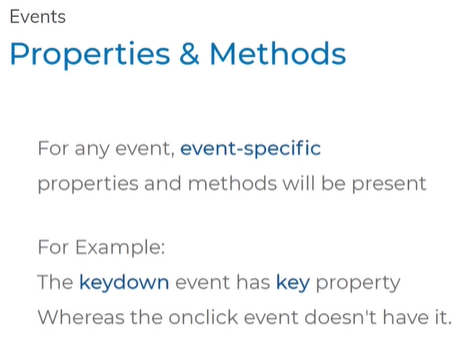 Events
Properties & Methods
For any event, event-specific
properties and methods will be present
For Example:
The keydown event has key property
Whereas the onclick event doesn't have it.